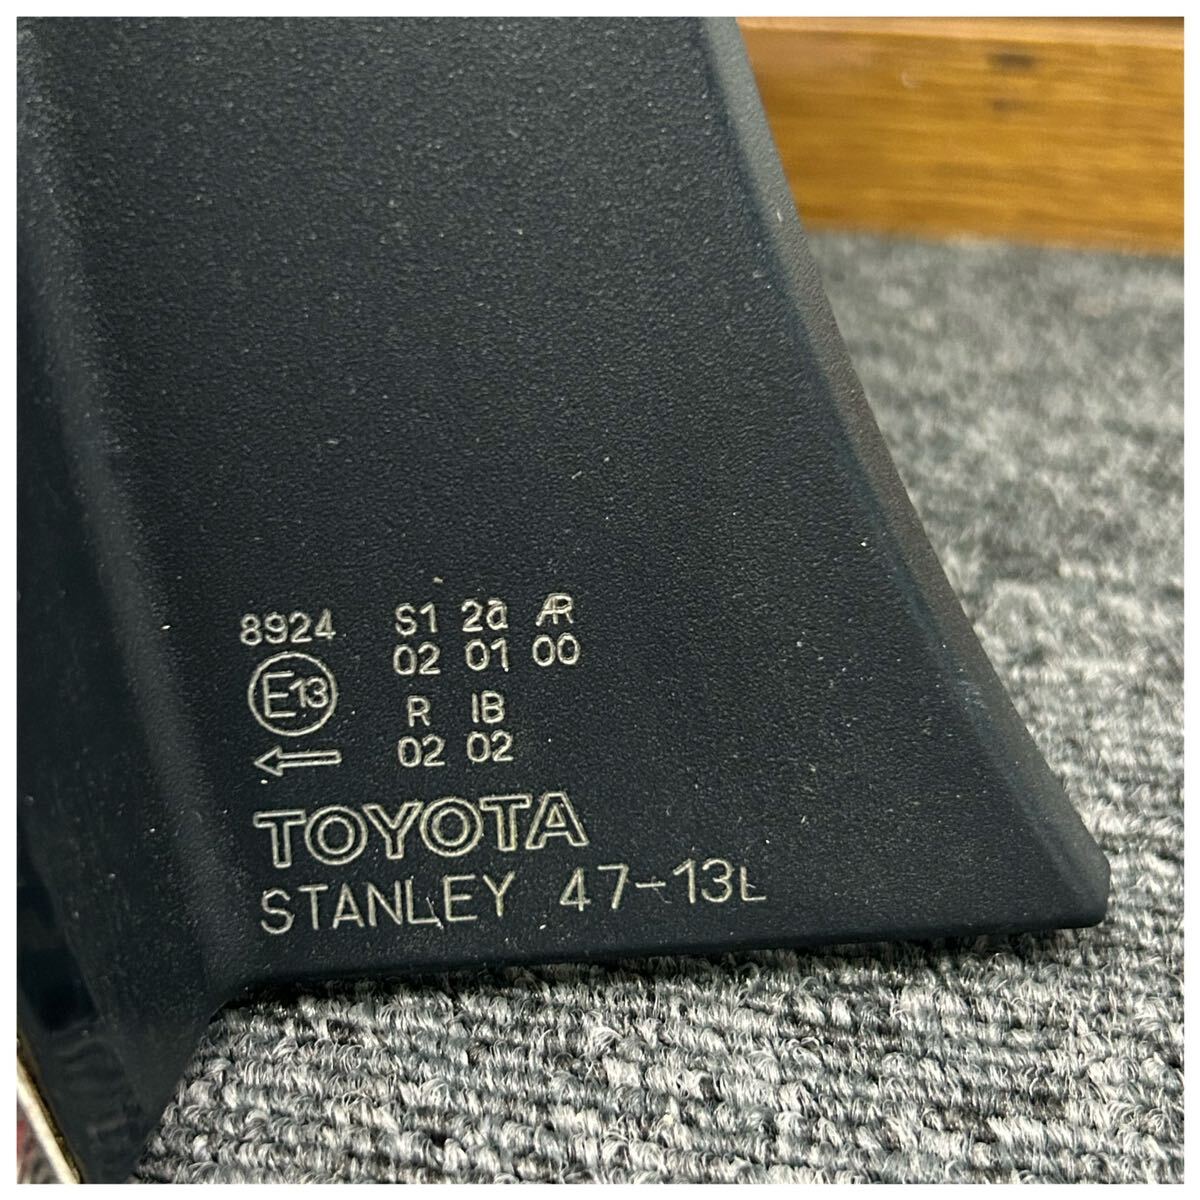 8924 S1 2a AR
02 01 00
E13
R IB
← 02 02
TOYOTA
STANLEY 47-13L